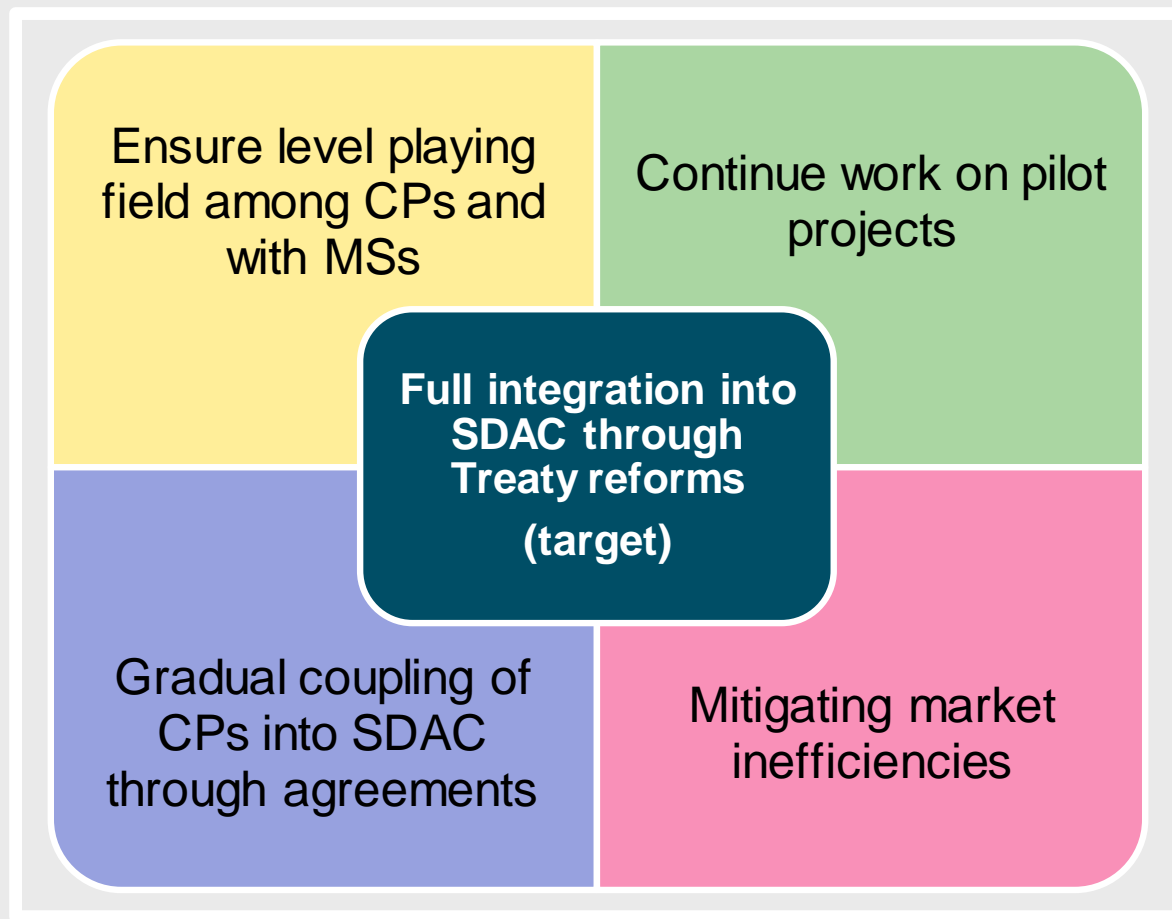 Ensure level playing
field among CPs and
with MSs
Continue work on pilot
projects
Full integration into
SDAC through
Treaty reforms
(target)
Gradual coupling of
CPs into SDAC
through agreements
Mitigating market
inefficiencies